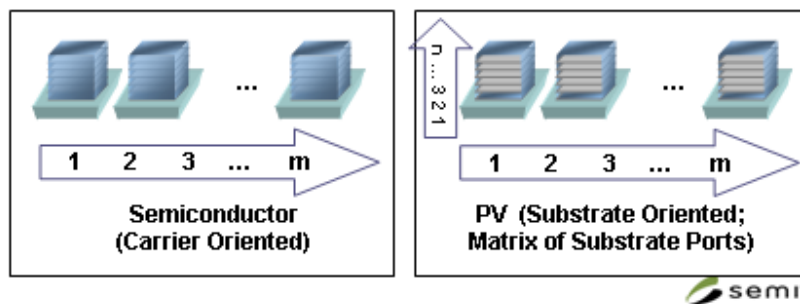 ...
1 2 3 ... m
Semiconductor
(Carrier Oriented)
n ... 3 2 1
...
1 2 3 ... m
PV (Substrate Oriented;
Matrix of Substrate Ports)
semi